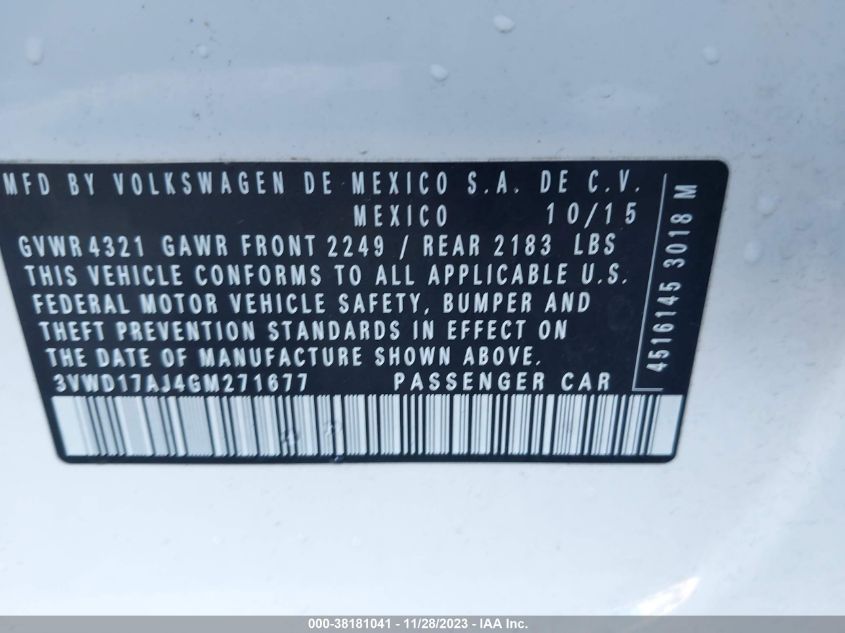 MFD BY VOLKSWAGEN DE MEXICO S.A. DE C.V.
MEXICO 10/15
GVWR 4321 GAWR FRONT 2249 / REAR 2183 LBS
THIS VEHICLE CONFORMS TO ALL APPLICABLE U.S.
FEDERAL MOTOR VEHICLE SAFETY, BUMPER AND
THEFT PREVENTION STANDARDS IN EFFECT ON
THE DATE OF MANUFACTURE SHOWN ABOVE.
3VWD17AJ4GM271677 PASSENGER CAR
4516145 3018 M
000-38181041 - 11/28/2023 - IAA Inc.